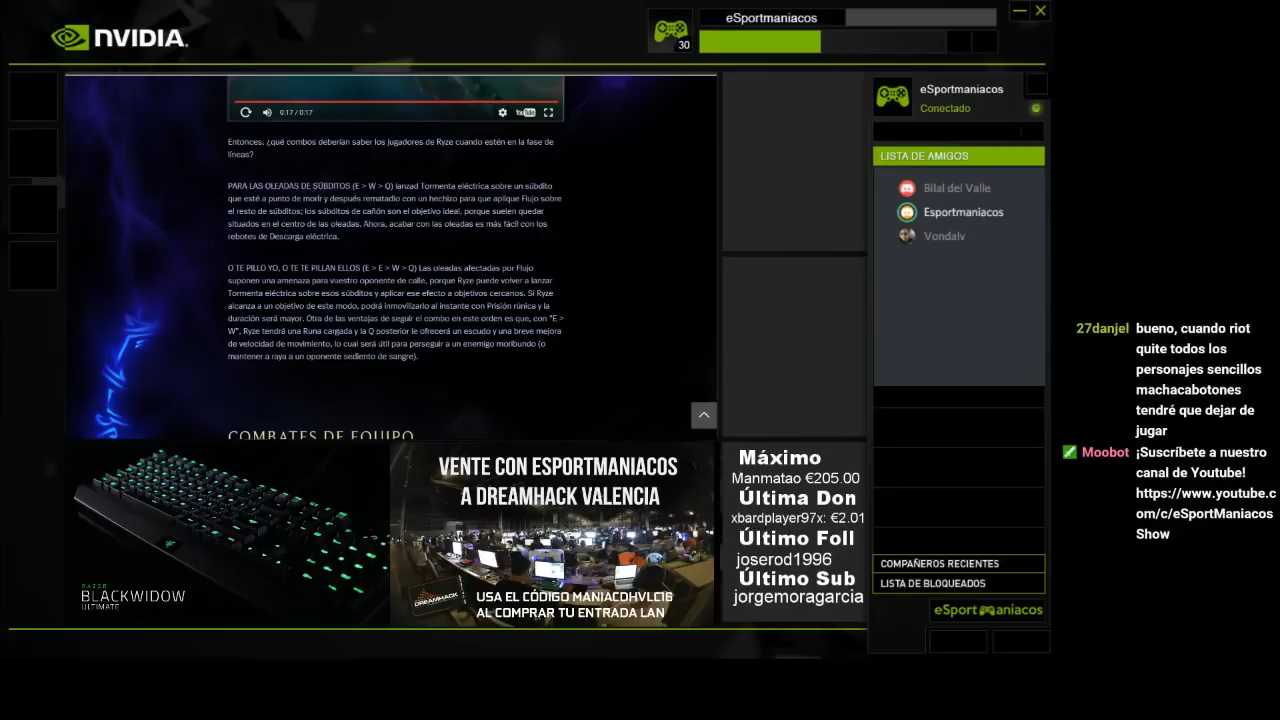 NVIDIA.
30
eSportmaniacos
0:17 / 0:17
YouTube
Entonces, ¿qué combos deberían saber los jugadores de Ryze cuando estén en la fase de
líneas?
PARA LAS OLEADAS DE SÚBDITOS (E > W > Q) lanzad Tormenta eléctrica sobre un súbdito
que esté a punto de morir y después rematadlo con un hechizo para que aplique Flujo sobre
el resto de súbditos; los súbditos de cañón son el objetivo ideal, porque suelen quedar
situados en el centro de las oleadas. Ahora, acabar con las oleadas es más fácil con los
rebotes de Descarga eléctrica.
O TE PILLO YO, O TE TE PILLAN ELLOS (E > E > W > Q) Las oleadas afectadas por Flujo
suponen una amenaza para vuestro oponente de calle, porque Ryze puede volver a lanzar
Tormenta eléctrica sobre esos súbditos y aplicar ese efecto a objetivos cercanos. Si Ryze
alcanza a un objetivo de este modo, podrá inmovilizarlo al instante con Prisión rúnica y la
duración será mayor. Otra de las ventajas de seguir el combo en este orden es que, con "E >
W", Ryze tendrá una Runa cargada y la Q posterior le ofrecerá un escudo y una breve mejora
de velocidad de movimiento, lo cual será útil para perseguir a un enemigo moribundo (o
mantener a raya a un oponente sediento de sangre).
COMBATES DE EQUIPO
RAZER
BLACKWIDOW
ULTIMATE
VENTE CON ESPORTMANIACOS
A DREAMHACK VALENCIA
DREAMHACK
USA EL CÓDIGO MANIACDHVLC16
AL COMPRAR TU ENTRADA LAN
Máximo
Manmatao €205.00
Última Don
xbardplayer97x: €2.01
Último Foll
joserod1996
Último Sub
jorgemoragarcia
eSportmaniacos
Conectado
LISTA DE AMIGOS
Bilal del Valle
Esportmaniacos
Vondalv
COMPAÑEROS RECIENTES
LISTA DE BLOQUEADOS
eSportmaníacos
27danjel bueno, cuando riot
quite todos los
personajes sencillos
machacabotones
tendré que dejar de
jugar
Moobot ¡Suscríbete a nuestro
canal de Youtube!
https://www.youtube.c
om/c/eSportManiacos
Show